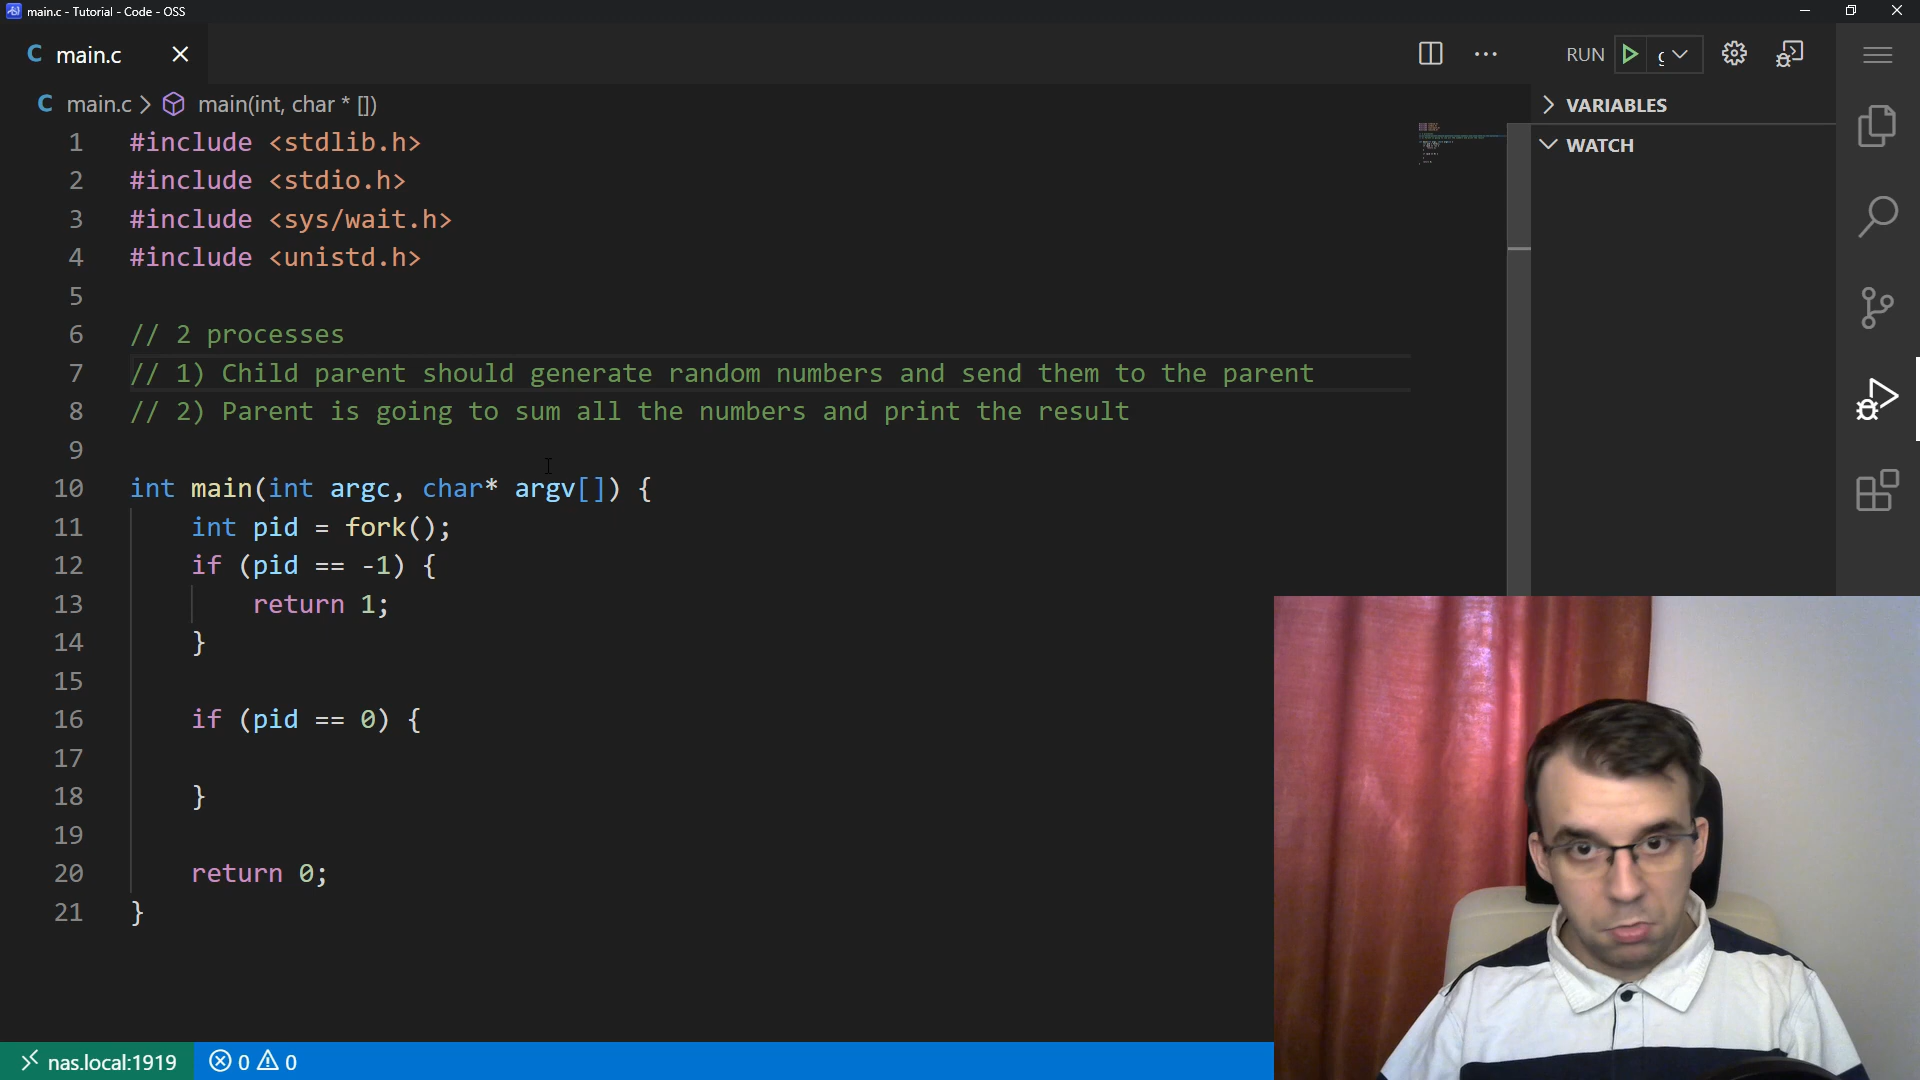 main.c - Tutorial - Code - OSS
C main.c
RUN
C main.c > main(int, char * [])
VARIABLES
WATCH
1 #include <stdlib.h>
2 #include <stdio.h>
3 #include <sys/wait.h>
4 #include <unistd.h>
5
6 // 2 processes
7 // 1) Child parent should generate random numbers and send them to the parent
8 // 2) Parent is going to sum all the numbers and print the result
9
10 int main(int argc, char* argv[]) {
11 int pid = fork();
12 if (pid == -1) {
13 return 1;
14 }
15
16 if (pid == 0) {
17
18 }
19
20 return 0;
21 }
nas.local:1919 0 0